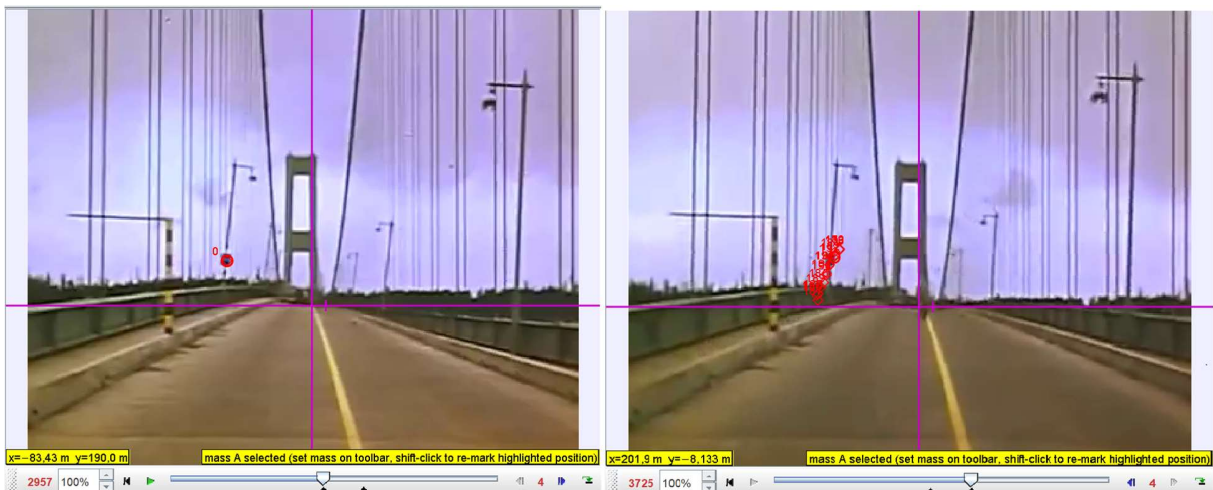 0
x=−83,43 m y=190,0 m
mass A selected (set mass on toolbar, shift-click to re-mark highlighted position)
2957 100% 4
x=201,9 m y=−8,133 m
mass A selected (set mass on toolbar, shift-click to re-mark highlighted position)
3725 100% 4